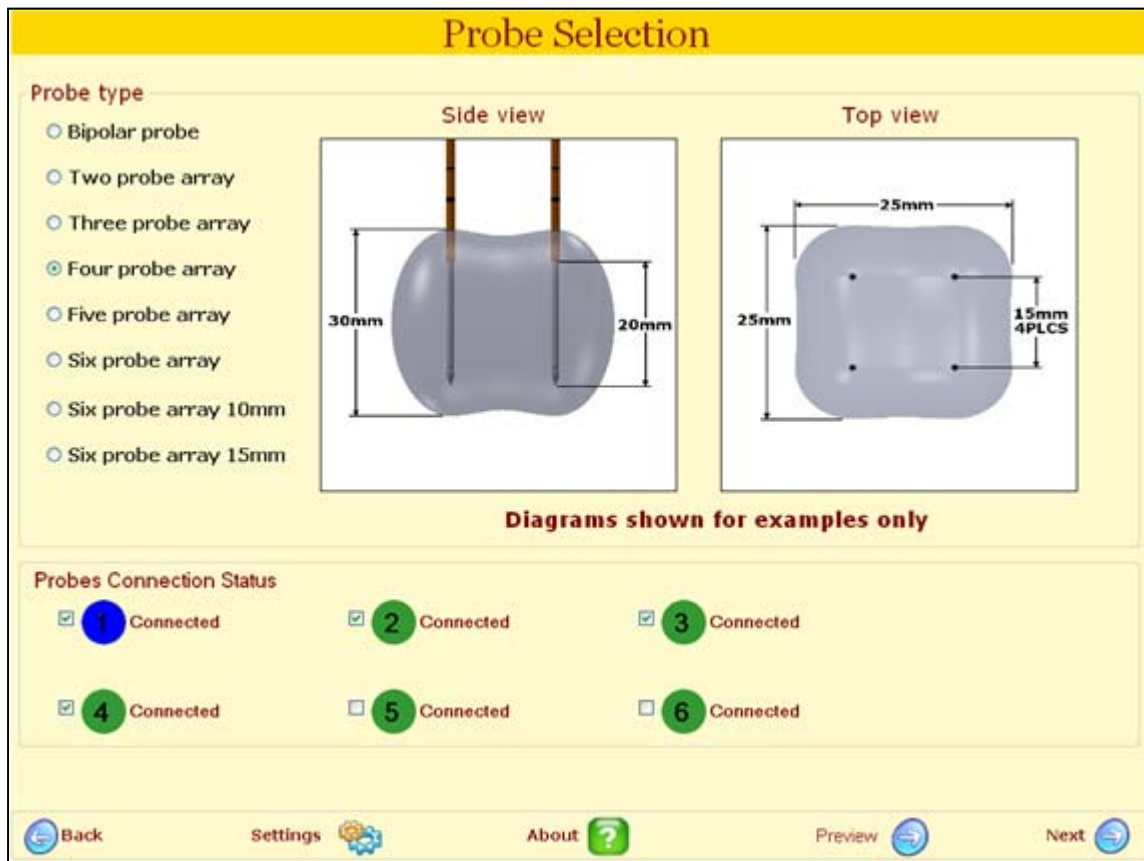 Probe Selection
Probe type
Bipolar probe
Two probe array
Three probe array
Four probe array
Five probe array
Six probe array
Six probe array 10mm
Six probe array 15mm
Side view
30mm
20mm
Top view
25mm
25mm
15mm
4PLCS
Diagrams shown for examples only
Probes Connection Status
1 Connected
2 Connected
3 Connected
4 Connected
5 Connected
6 Connected
Back
Settings
About
?
Preview
Next